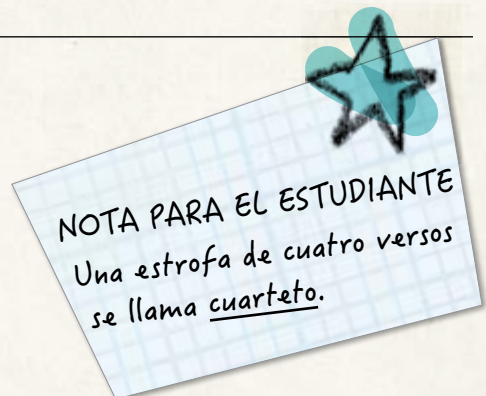 NOTA PARA EL ESTUDIANTE
Una estrofa de cuatro versos
se llama cuarteto.